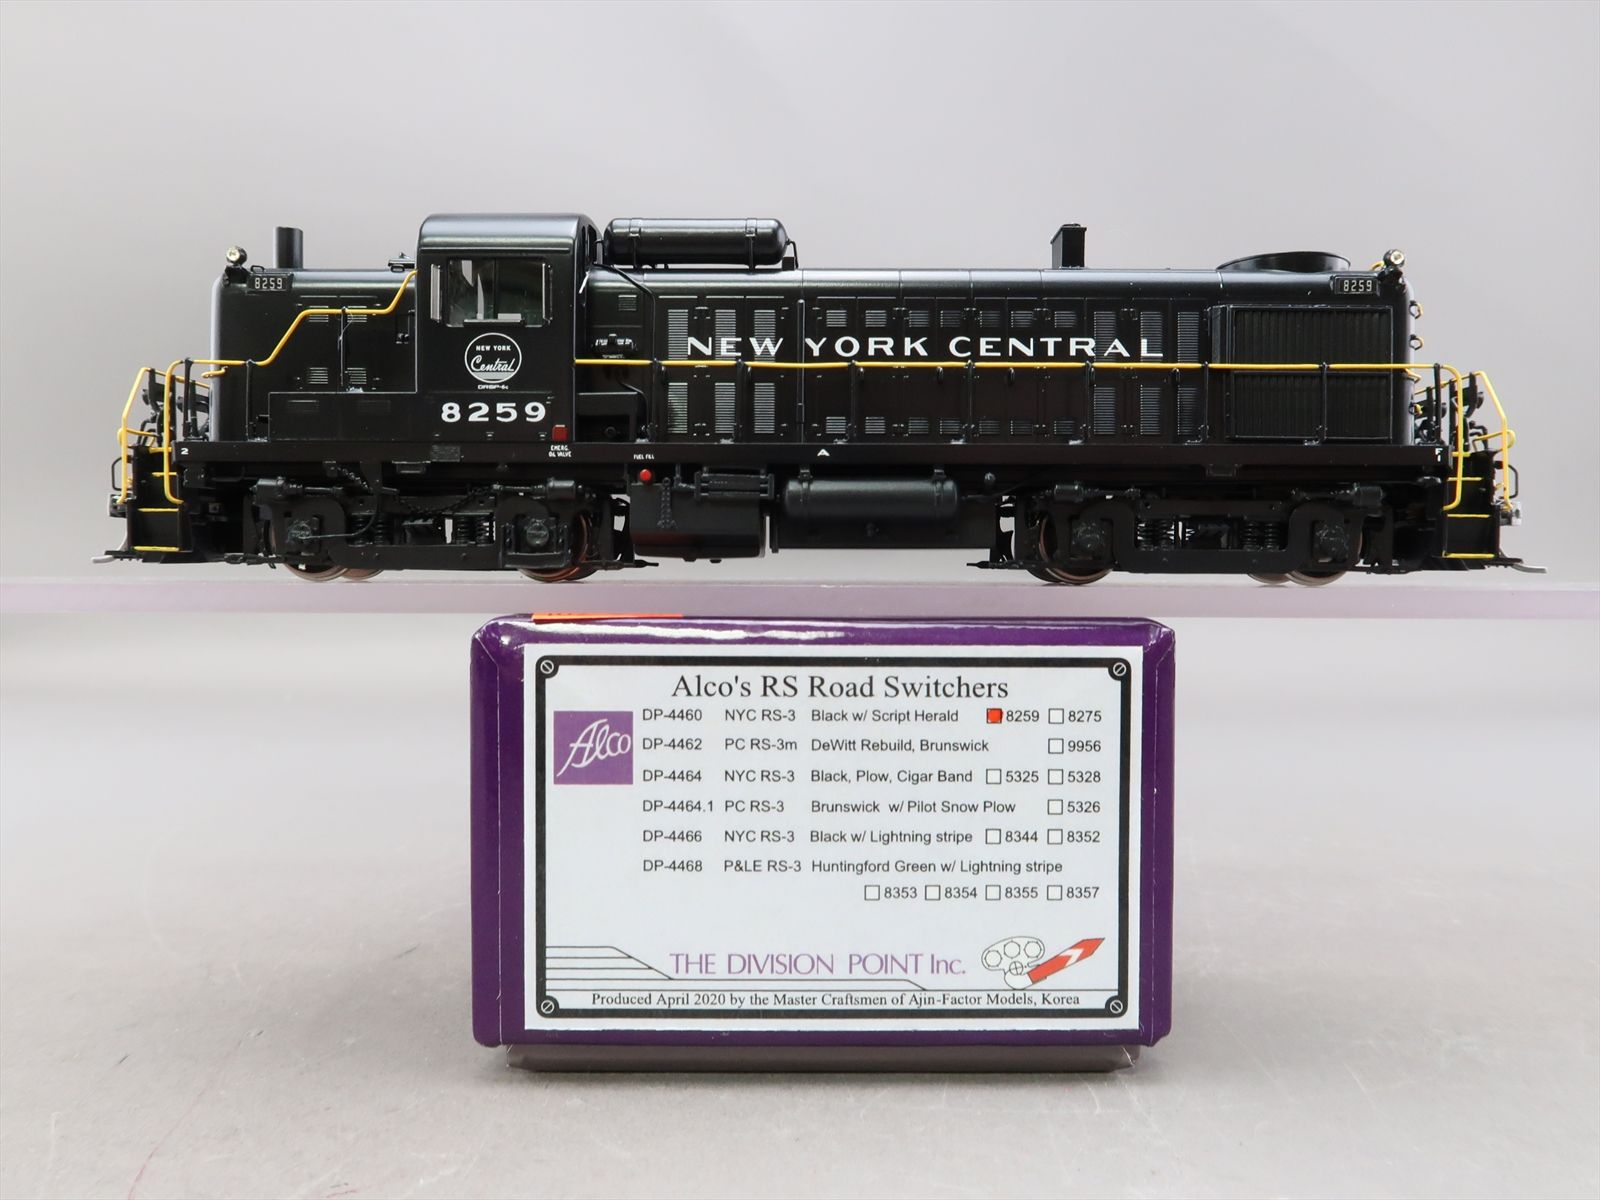 8259
8259
NEW YORK
Central
DRSP-4c
8259
NEW YORK CENTRAL
2
EMERG.
OIL VALVE
FUEL FILL
A
F
1
Alco's RS Road Switchers
Alco
DP-4460 NYC RS-3 Black w/ Script Herald 8259 8275
DP-4462 PC RS-3m DeWitt Rebuild, Brunswick 9956
DP-4464 NYC RS-3 Black, Plow, Cigar Band 5325 5328
DP-4464.1 PC RS-3 Brunswick w/ Pilot Snow Plow 5326
DP-4466 NYC RS-3 Black w/ Lightning stripe 8344 8352
DP-4468 P&LE RS-3 Huntingford Green w/ Lightning stripe
8353 8354 8355 8357
THE DIVISION POINT Inc.
Produced April 2020 by the Master Craftsmen of Ajin-Factor Models, Korea